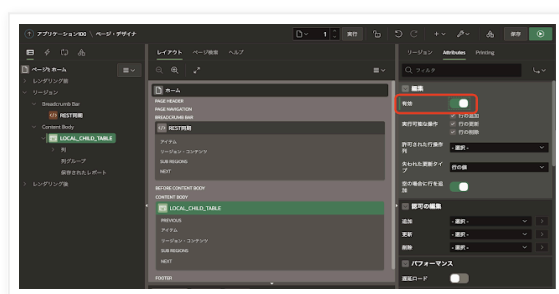 アプリケーション100 \ ページ・デザイナ
1
実行
保存
レイアウト ページ検索 ヘルプ
リージョン Attributes Printing
ページ1: ホーム
レンダリング前
リージョン
Breadcrumb Bar
REST同期
Content Body
LOCAL_CHILD_TABLE
列
列グループ
保存されたレポート
レンダリング後
ホーム
PAGE HEADER
PAGE NAVIGATION
BREADCRUMB BAR
REST同期
アイテム
リージョン・コンテンツ
SUB REGIONS
NEXT
BEFORE CONTENT BODY
CONTENT BODY
LOCAL_CHILD_TABLE
PREVIOUS
アイテム
リージョン・コンテンツ
SUB REGIONS
NEXT
FOOTER
フィルタ
編集
有効
実行可能な操作
行の追加
行の更新
行の削除
許可された行操作列
- 選択 -
失われた更新タイプ
行の値
空の場合に行を追加
認可の編集
追加
- 選択 -
更新
- 選択 -
削除
- 選択 -
パフォーマンス
遅延ロード